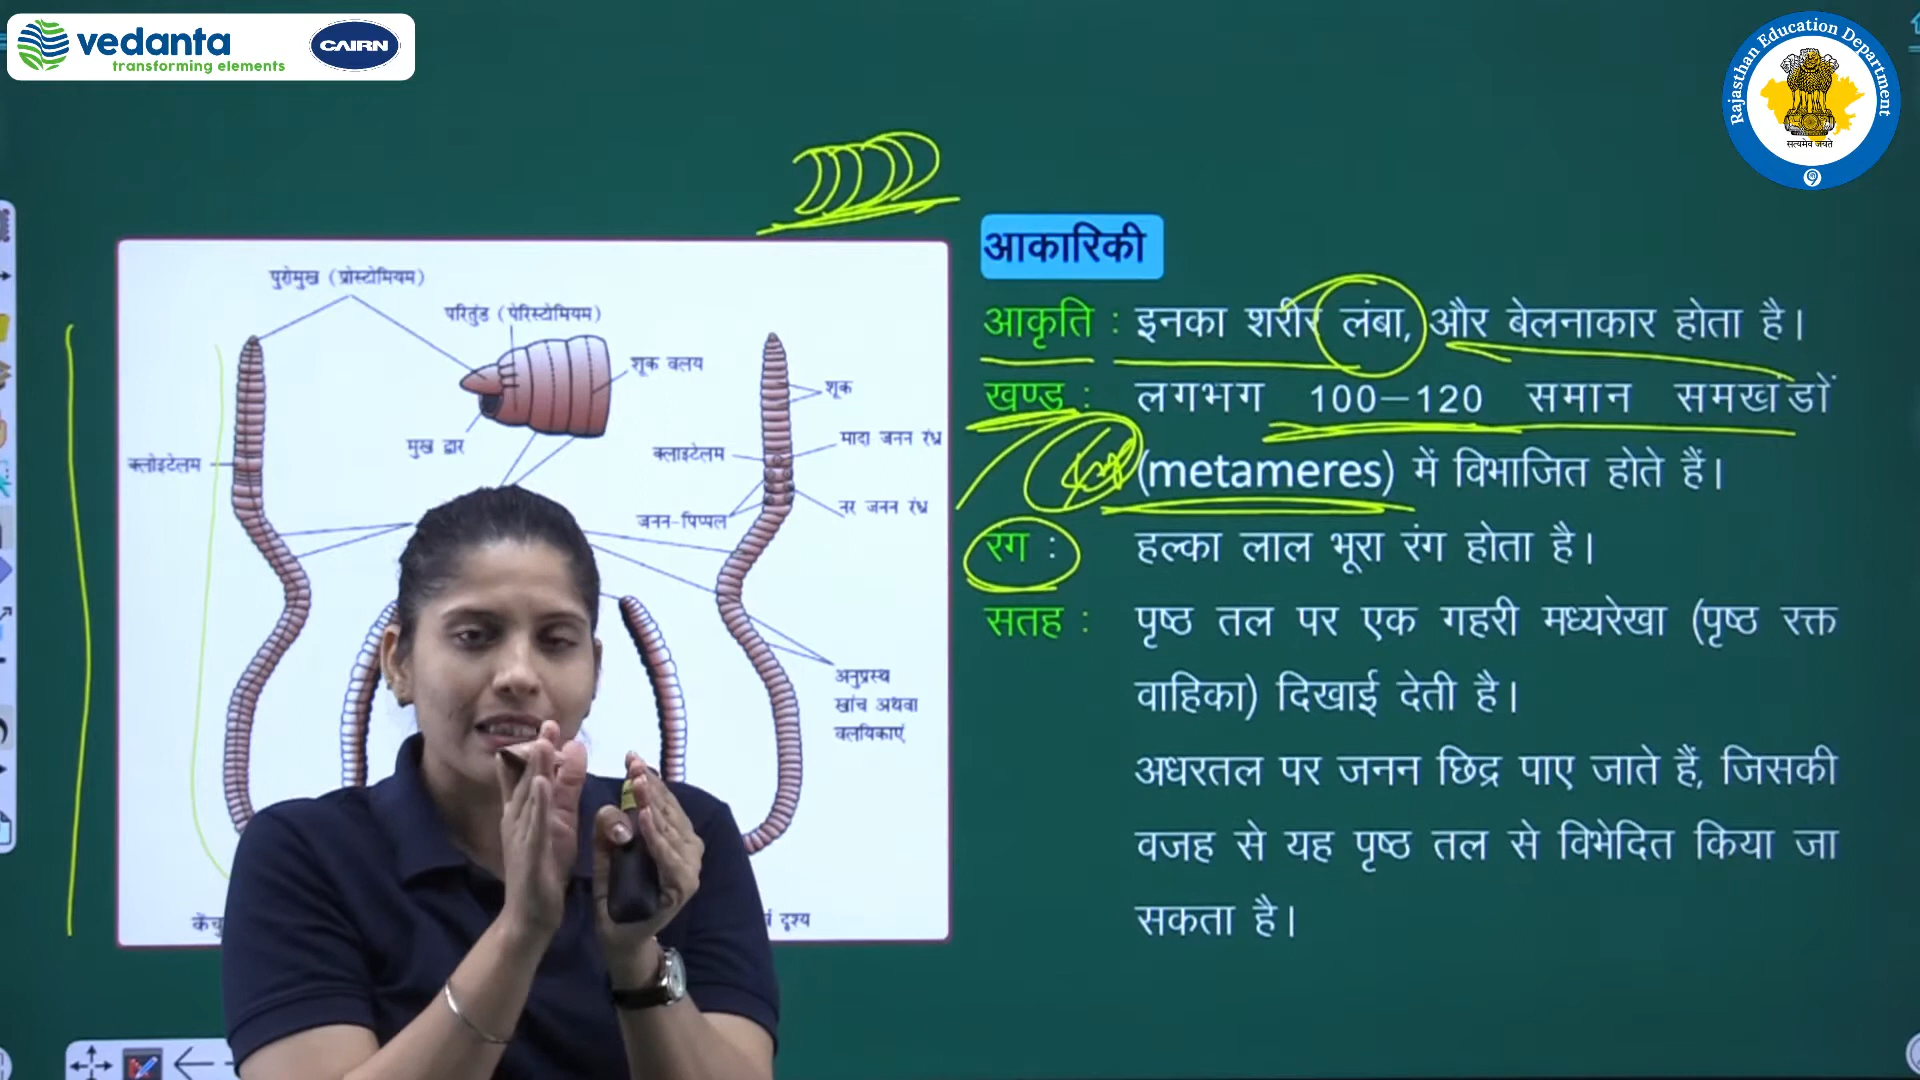 vedanta
transforming elements
CAIRN
Rajasthan Education Department
सत्यमेव जयते
आकारिकी
आकृति : इनका शरीर लंबा, और बेलनाकार होता है।
खण्ड : लगभग 100–120 समान समखंडों
(metameres) में विभाजित होते हैं।
रंग : हल्का लाल भूरा रंग होता है।
सतह : पृष्ठ तल पर एक गहरी मध्यरेखा (पृष्ठ रक्त
वाहिका) दिखाई देती है।
अधरतल पर जनन छिद्र पाए जाते हैं, जिसकी
वजह से यह पृष्ठ तल से विभेदित किया जा
सकता है।
पुरोमुख (प्रोस्टोमियम)
परितुंड (पेरिस्टोमियम)
शूक वलय
शूक
मुख द्वार
क्लाइटेलम
मादा जनन रंध्र
क्लोइटेलम
जनन-पिप्पल
नर जनन रंध्र
अनुप्रस्थ
खांच अथवा
वलयिकाएं
दृश्य